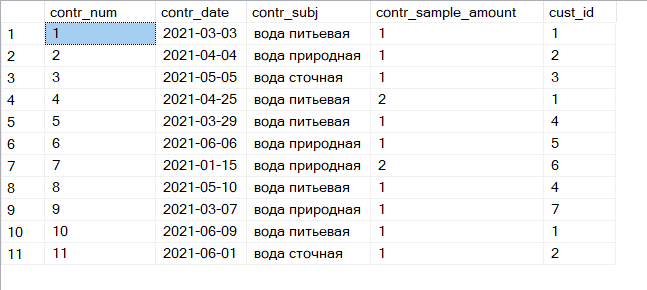 contr_num contr_date contr_subj contr_sample_amount cust_id
1 1 2021-03-03 вода питьевая 1 1
2 2 2021-04-04 вода природная 1 2
3 3 2021-05-05 вода сточная 1 3
4 4 2021-04-25 вода питьевая 2 1
5 5 2021-03-29 вода питьевая 1 4
6 6 2021-06-06 вода природная 1 5
7 7 2021-01-15 вода природная 2 6
8 8 2021-05-10 вода питьевая 1 4
9 9 2021-03-07 вода природная 1 7
10 10 2021-06-09 вода питьевая 1 1
11 11 2021-06-01 вода сточная 1 2